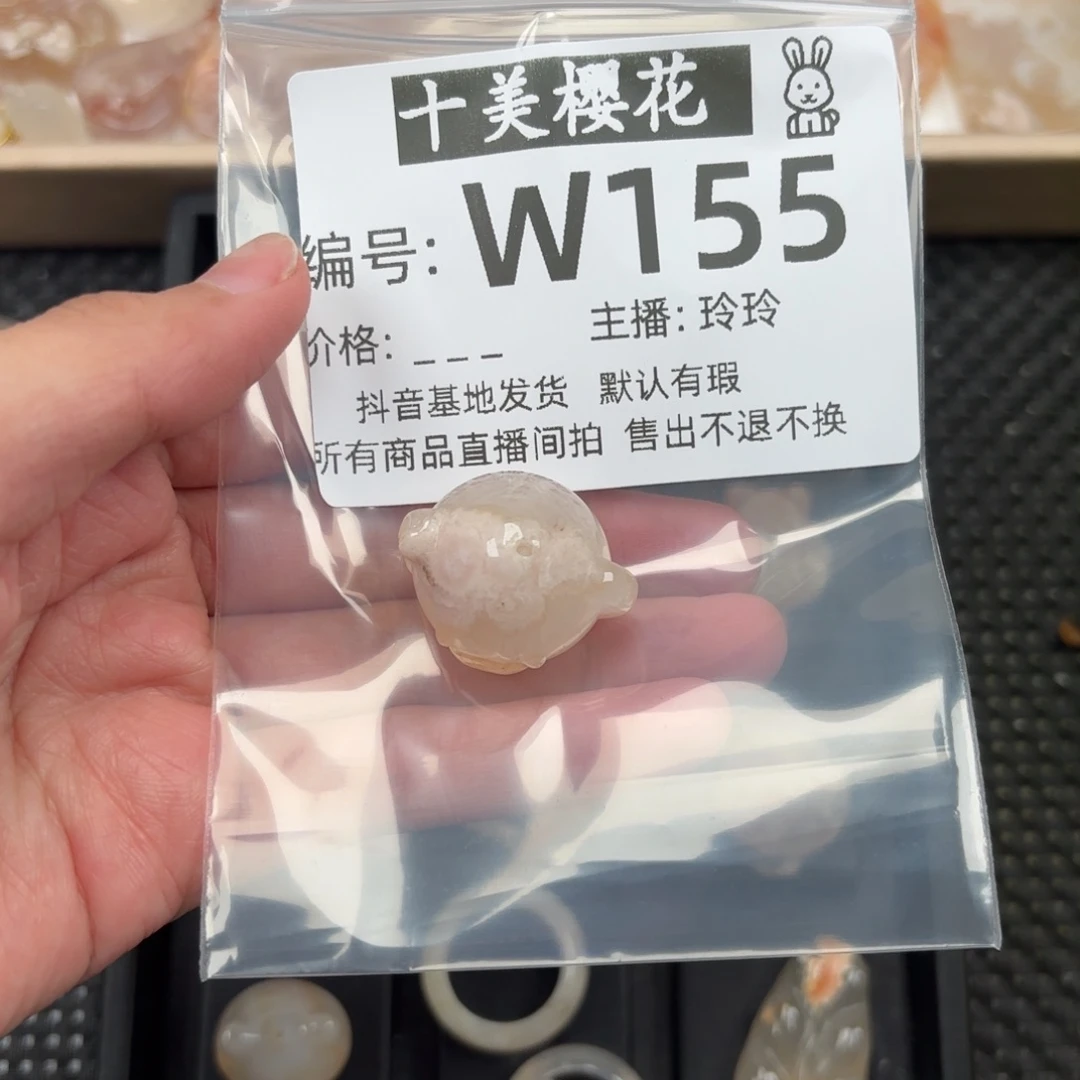 十美樱花
编号: W155
价格: _ _ _ 主播: 玲玲
抖音基地发货 默认有瑕
所有商品直播间拍 售出不退不换